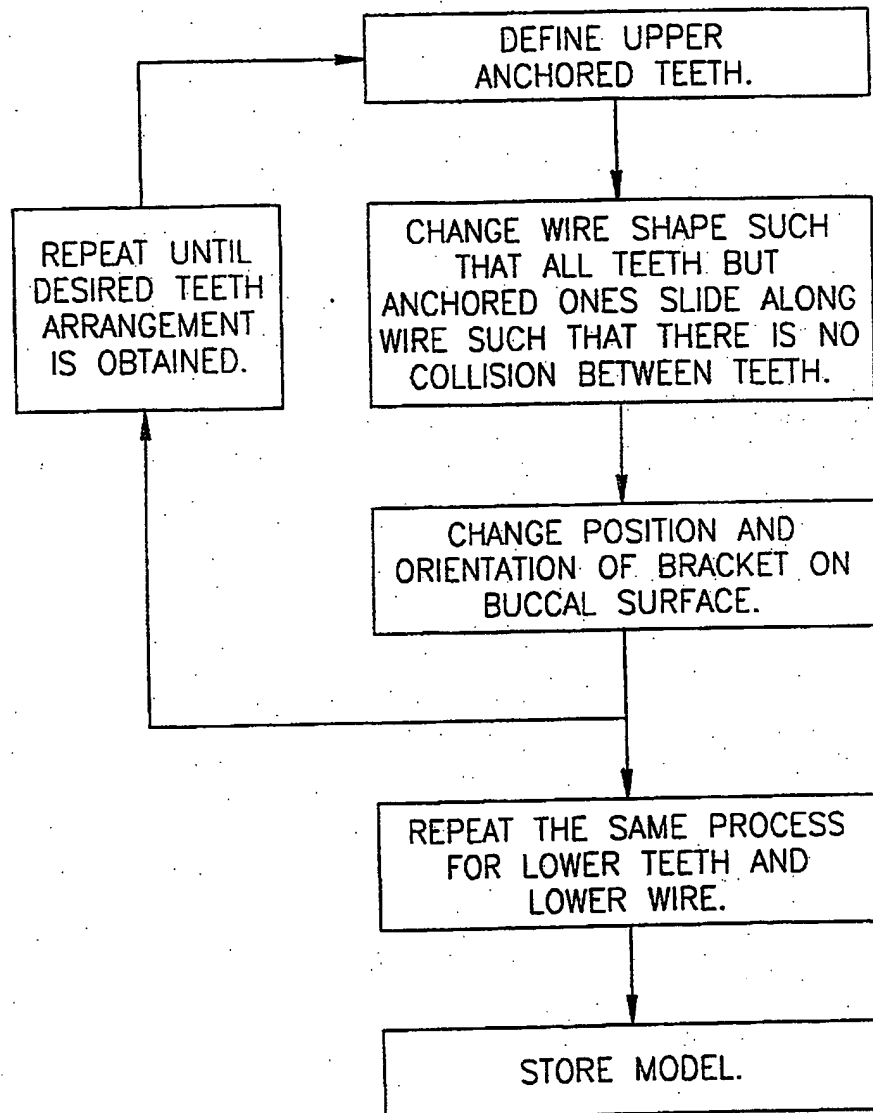 DEFINE UPPER
ANCHORED TEETH.
CHANGE WIRE SHAPE SUCH
THAT ALL TEETH BUT
ANCHORED ONES SLIDE ALONG
WIRE SUCH THAT THERE IS NO
COLLISION BETWEEN TEETH.
REPEAT UNTIL
DESIRED TEETH
ARRANGEMENT
IS OBTAINED.
CHANGE POSITION AND
ORIENTATION OF BRACKET ON
BUCCAL SURFACE.
REPEAT THE SAME PROCESS
FOR LOWER TEETH AND
LOWER WIRE.
STORE MODEL.